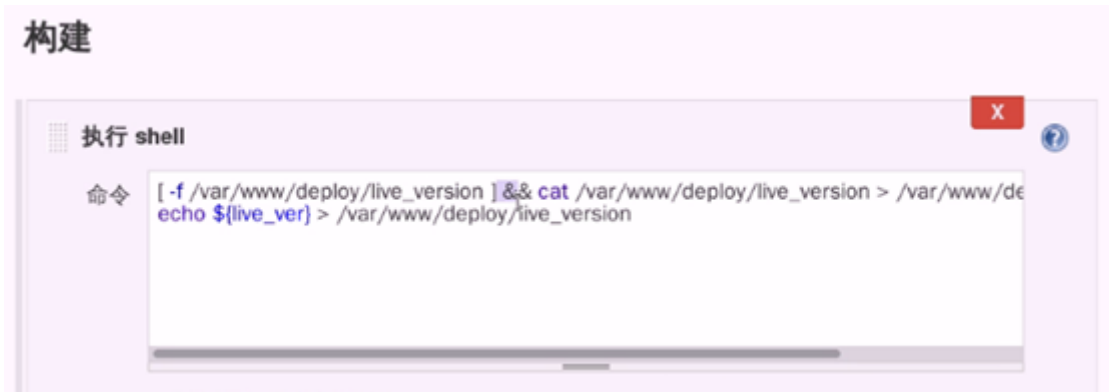 构建
执行 shell
X
?
命令
[ -f /var/www/deploy/live_version ] && cat /var/www/deploy/live_version > /var/www/de
echo ${live_ver} > /var/www/deploy/live_version